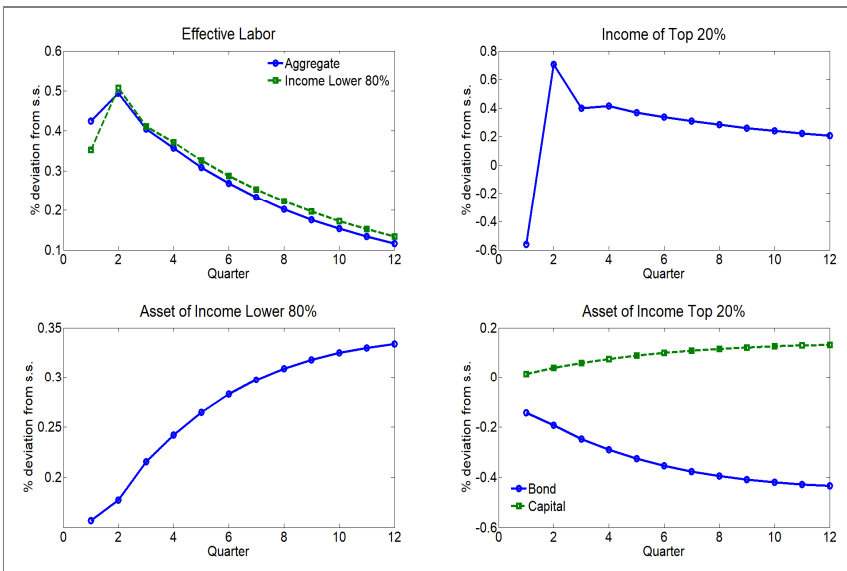 Effective Labor
% deviation from s.s.
0.6
0.5
0.4
0.3
0.2
0.1
Aggregate
Income Lower 80%
0 2 4 6 8 10 12
Quarter
Income of Top 20%
% deviation from s.s.
0.8
0.6
0.4
0.2
0
-0.2
-0.4
-0.6
0 2 4 6 8 10 12
Quarter
Asset of Income Lower 80%
% deviation from s.s.
0.35
0.3
0.25
0.2
0 2 4 6 8 10 12
Quarter
Asset of Income Top 20%
% deviation from s.s.
0.2
0
-0.2
-0.4
-0.6
Bond
Capital
0 2 4 6 8 10 12
Quarter